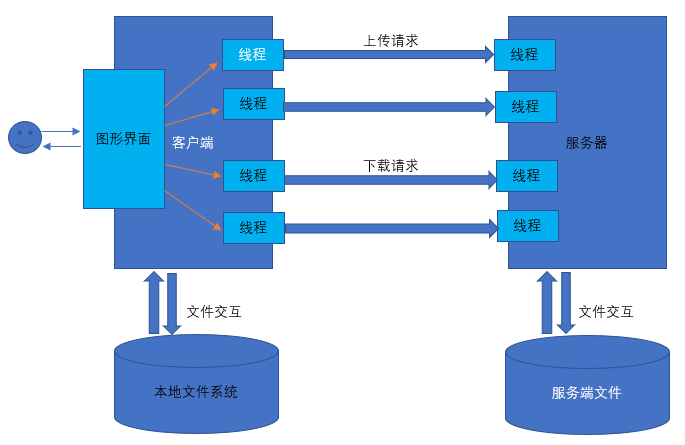 线程
上传请求
线程
线程
线程
图形界面
客户端
服务器
线程
下载请求
线程
线程
线程
文件交互
文件交互
本地文件系统
服务端文件